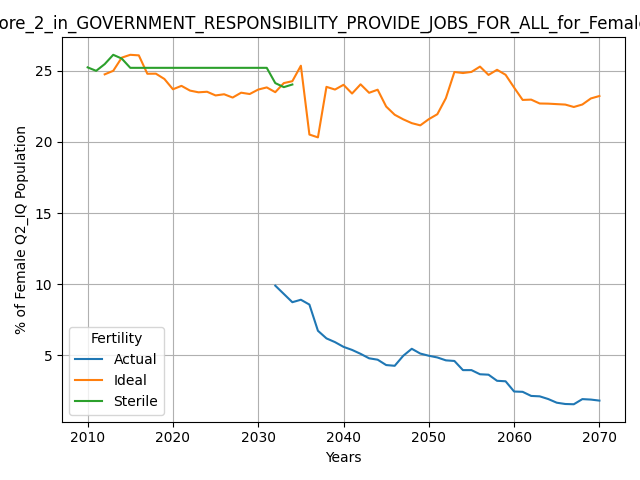 ore_2_in_GOVERNMENT_RESPONSIBILITY_PROVIDE_JOBS_FOR_ALL_for_Female
% of Female Q2_IQ Population
25
20
15
10
5
Fertility
Actual
Ideal
Sterile
2010 2020 2030 2040 2050 2060 2070
Years